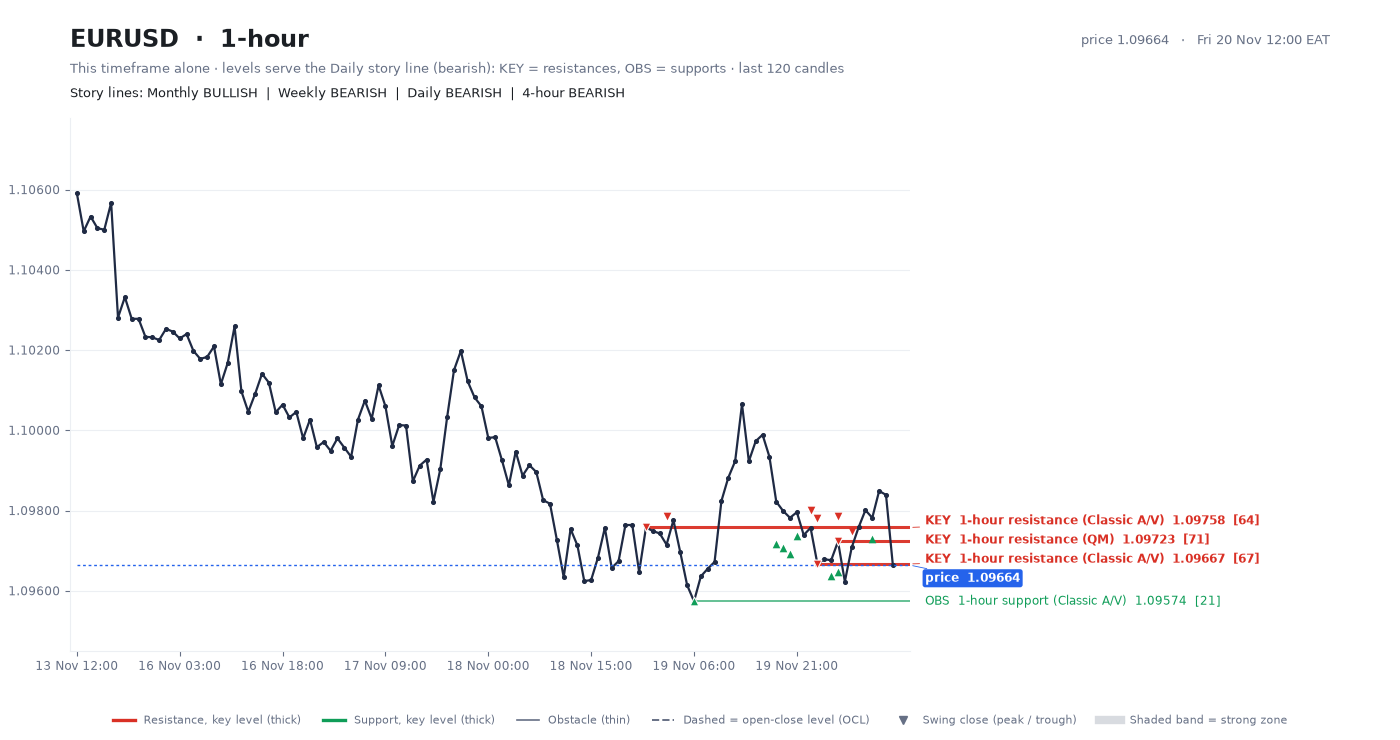 EURUSD · 1-hour
price 1.09664 · Fri 20 Nov 12:00 EAT
This timeframe alone · levels serve the Daily story line (bearish): KEY = resistances, OBS = supports · last 120 candles
Story lines: Monthly BULLISH | Weekly BEARISH | Daily BEARISH | 4-hour BEARISH
1.10600
1.10400
1.10200
1.10000
1.09800
1.09600
KEY 1-hour resistance (Classic A/V) 1.09758 [64]
KEY 1-hour resistance (QM) 1.09723 [71]
KEY 1-hour resistance (Classic A/V) 1.09667 [67]
price 1.09664
OBS 1-hour support (Classic A/V) 1.09574 [21]
13 Nov 12:00 16 Nov 03:00 16 Nov 18:00 17 Nov 09:00 18 Nov 00:00 18 Nov 15:00 19 Nov 06:00 19 Nov 21:00
Resistance, key level (thick) Support, key level (thick) Obstacle (thin) Dashed = open-close level (OCL) Swing close (peak / trough) Shaded band = strong zone